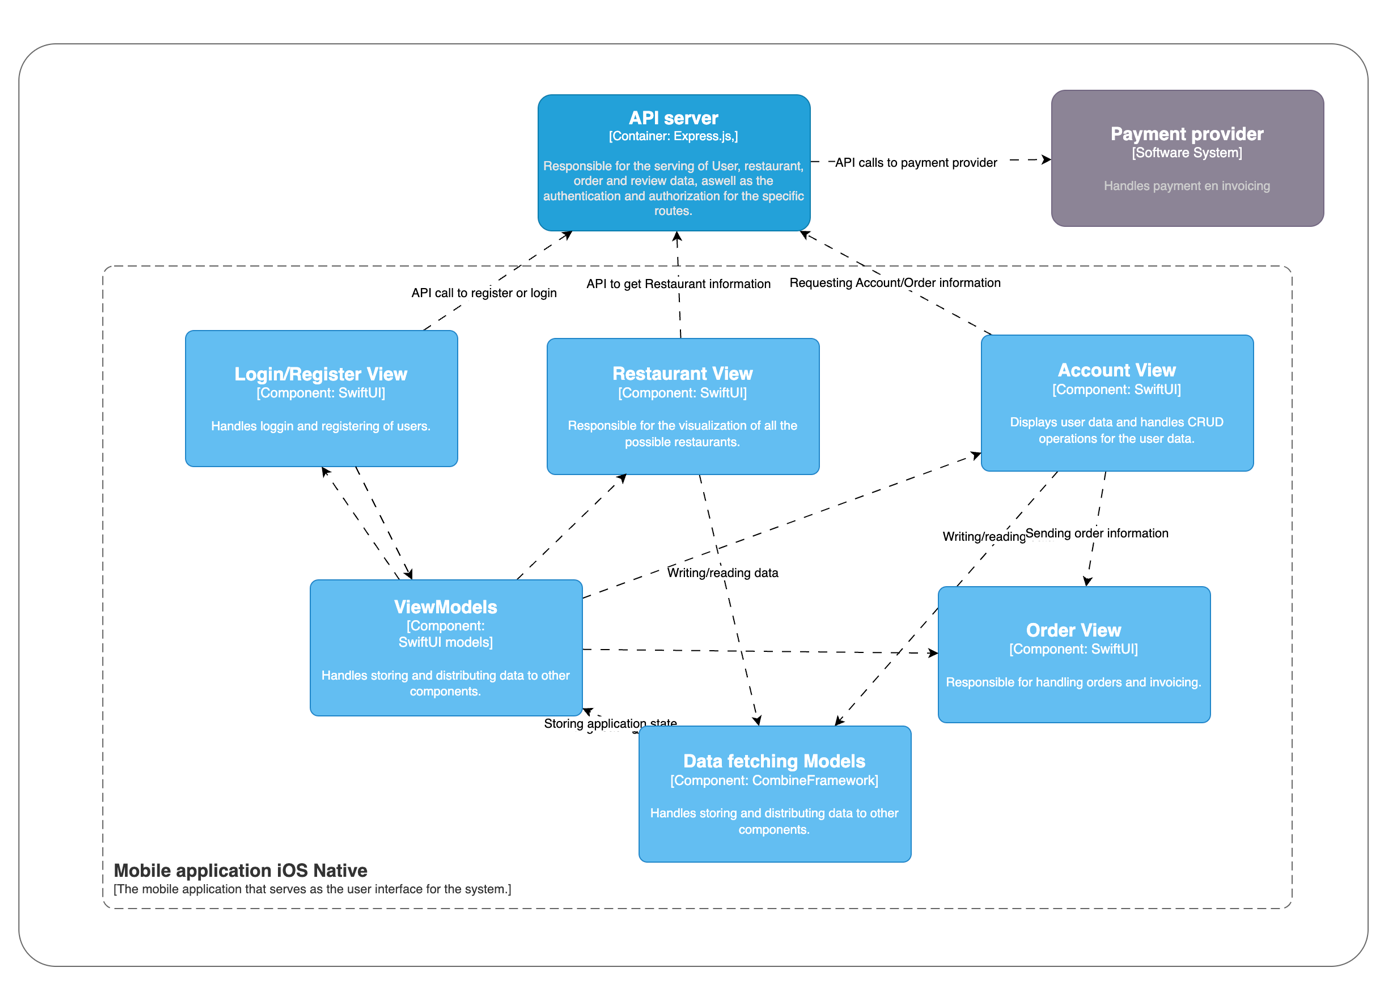 API server
[Container: Express.js,]
Responsible for the serving of User, restaurant,
order and review data, aswell as the
authentication and authorization for the specific
routes.
API calls to payment provider
Payment provider
[Software System]
Handles payment en invoicing
API call to register or login
API to get Restaurant information
Requesting Account/Order information
Login/Register View
[Component: SwiftUI]
Handles loggin and registering of users.
Restaurant View
[Component: SwiftUI]
Responsible for the visualization of all the
possible restaurants.
Account View
[Component: SwiftUI]
Displays user data and handles CRUD
operations for the user data.
Writing/reading
Sending order information
Writing/reading data
ViewModels
[Component:
SwiftUI models]
Handles storing and distributing data to other
components.
Order View
[Component: SwiftUI]
Responsible for handling orders and invoicing.
Storing application state
Data fetching Models
[Component: CombineFramework]
Handles storing and distributing data to other
components.
Mobile application iOS Native
[The mobile application that serves as the user interface for the system.]